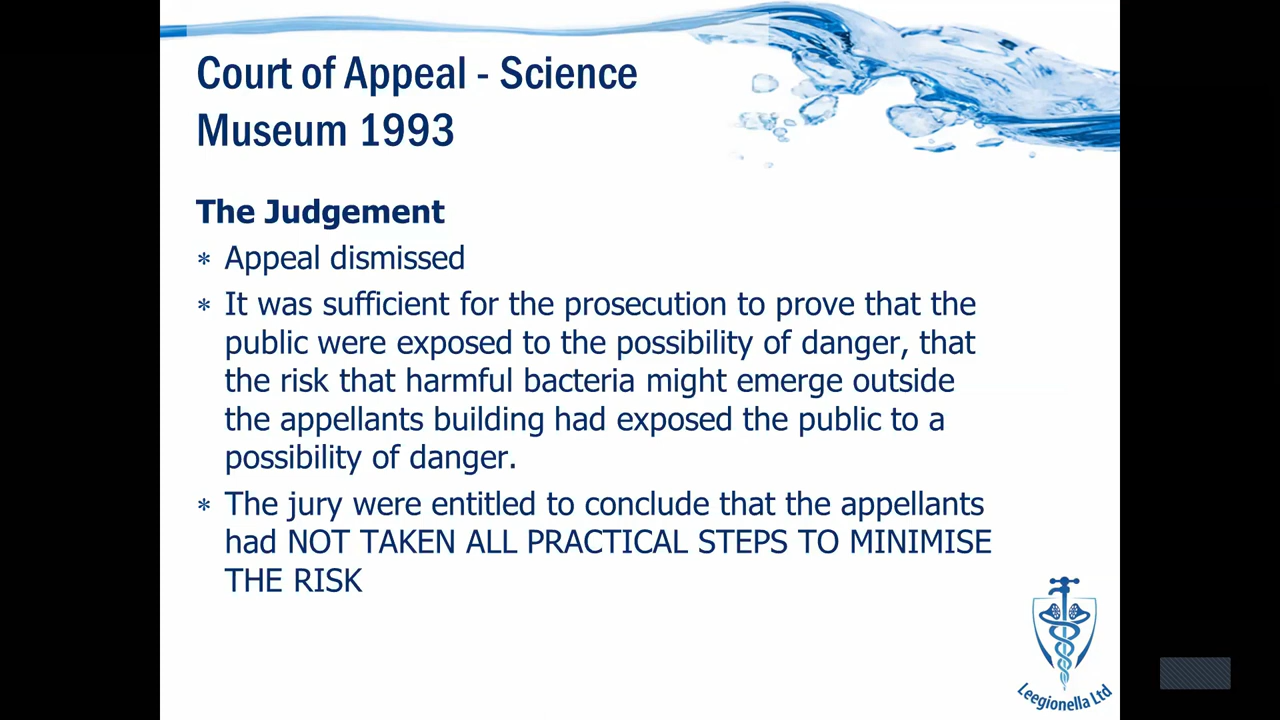 Court of Appeal - Science
Museum 1993
The Judgement
* Appeal dismissed
* It was sufficient for the prosecution to prove that the
public were exposed to the possibility of danger, that
the risk that harmful bacteria might emerge outside
the appellants building had exposed the public to a
possibility of danger.
* The jury were entitled to conclude that the appellants
had NOT TAKEN ALL PRACTICAL STEPS TO MINIMISE
THE RISK
Leegionella Ltd